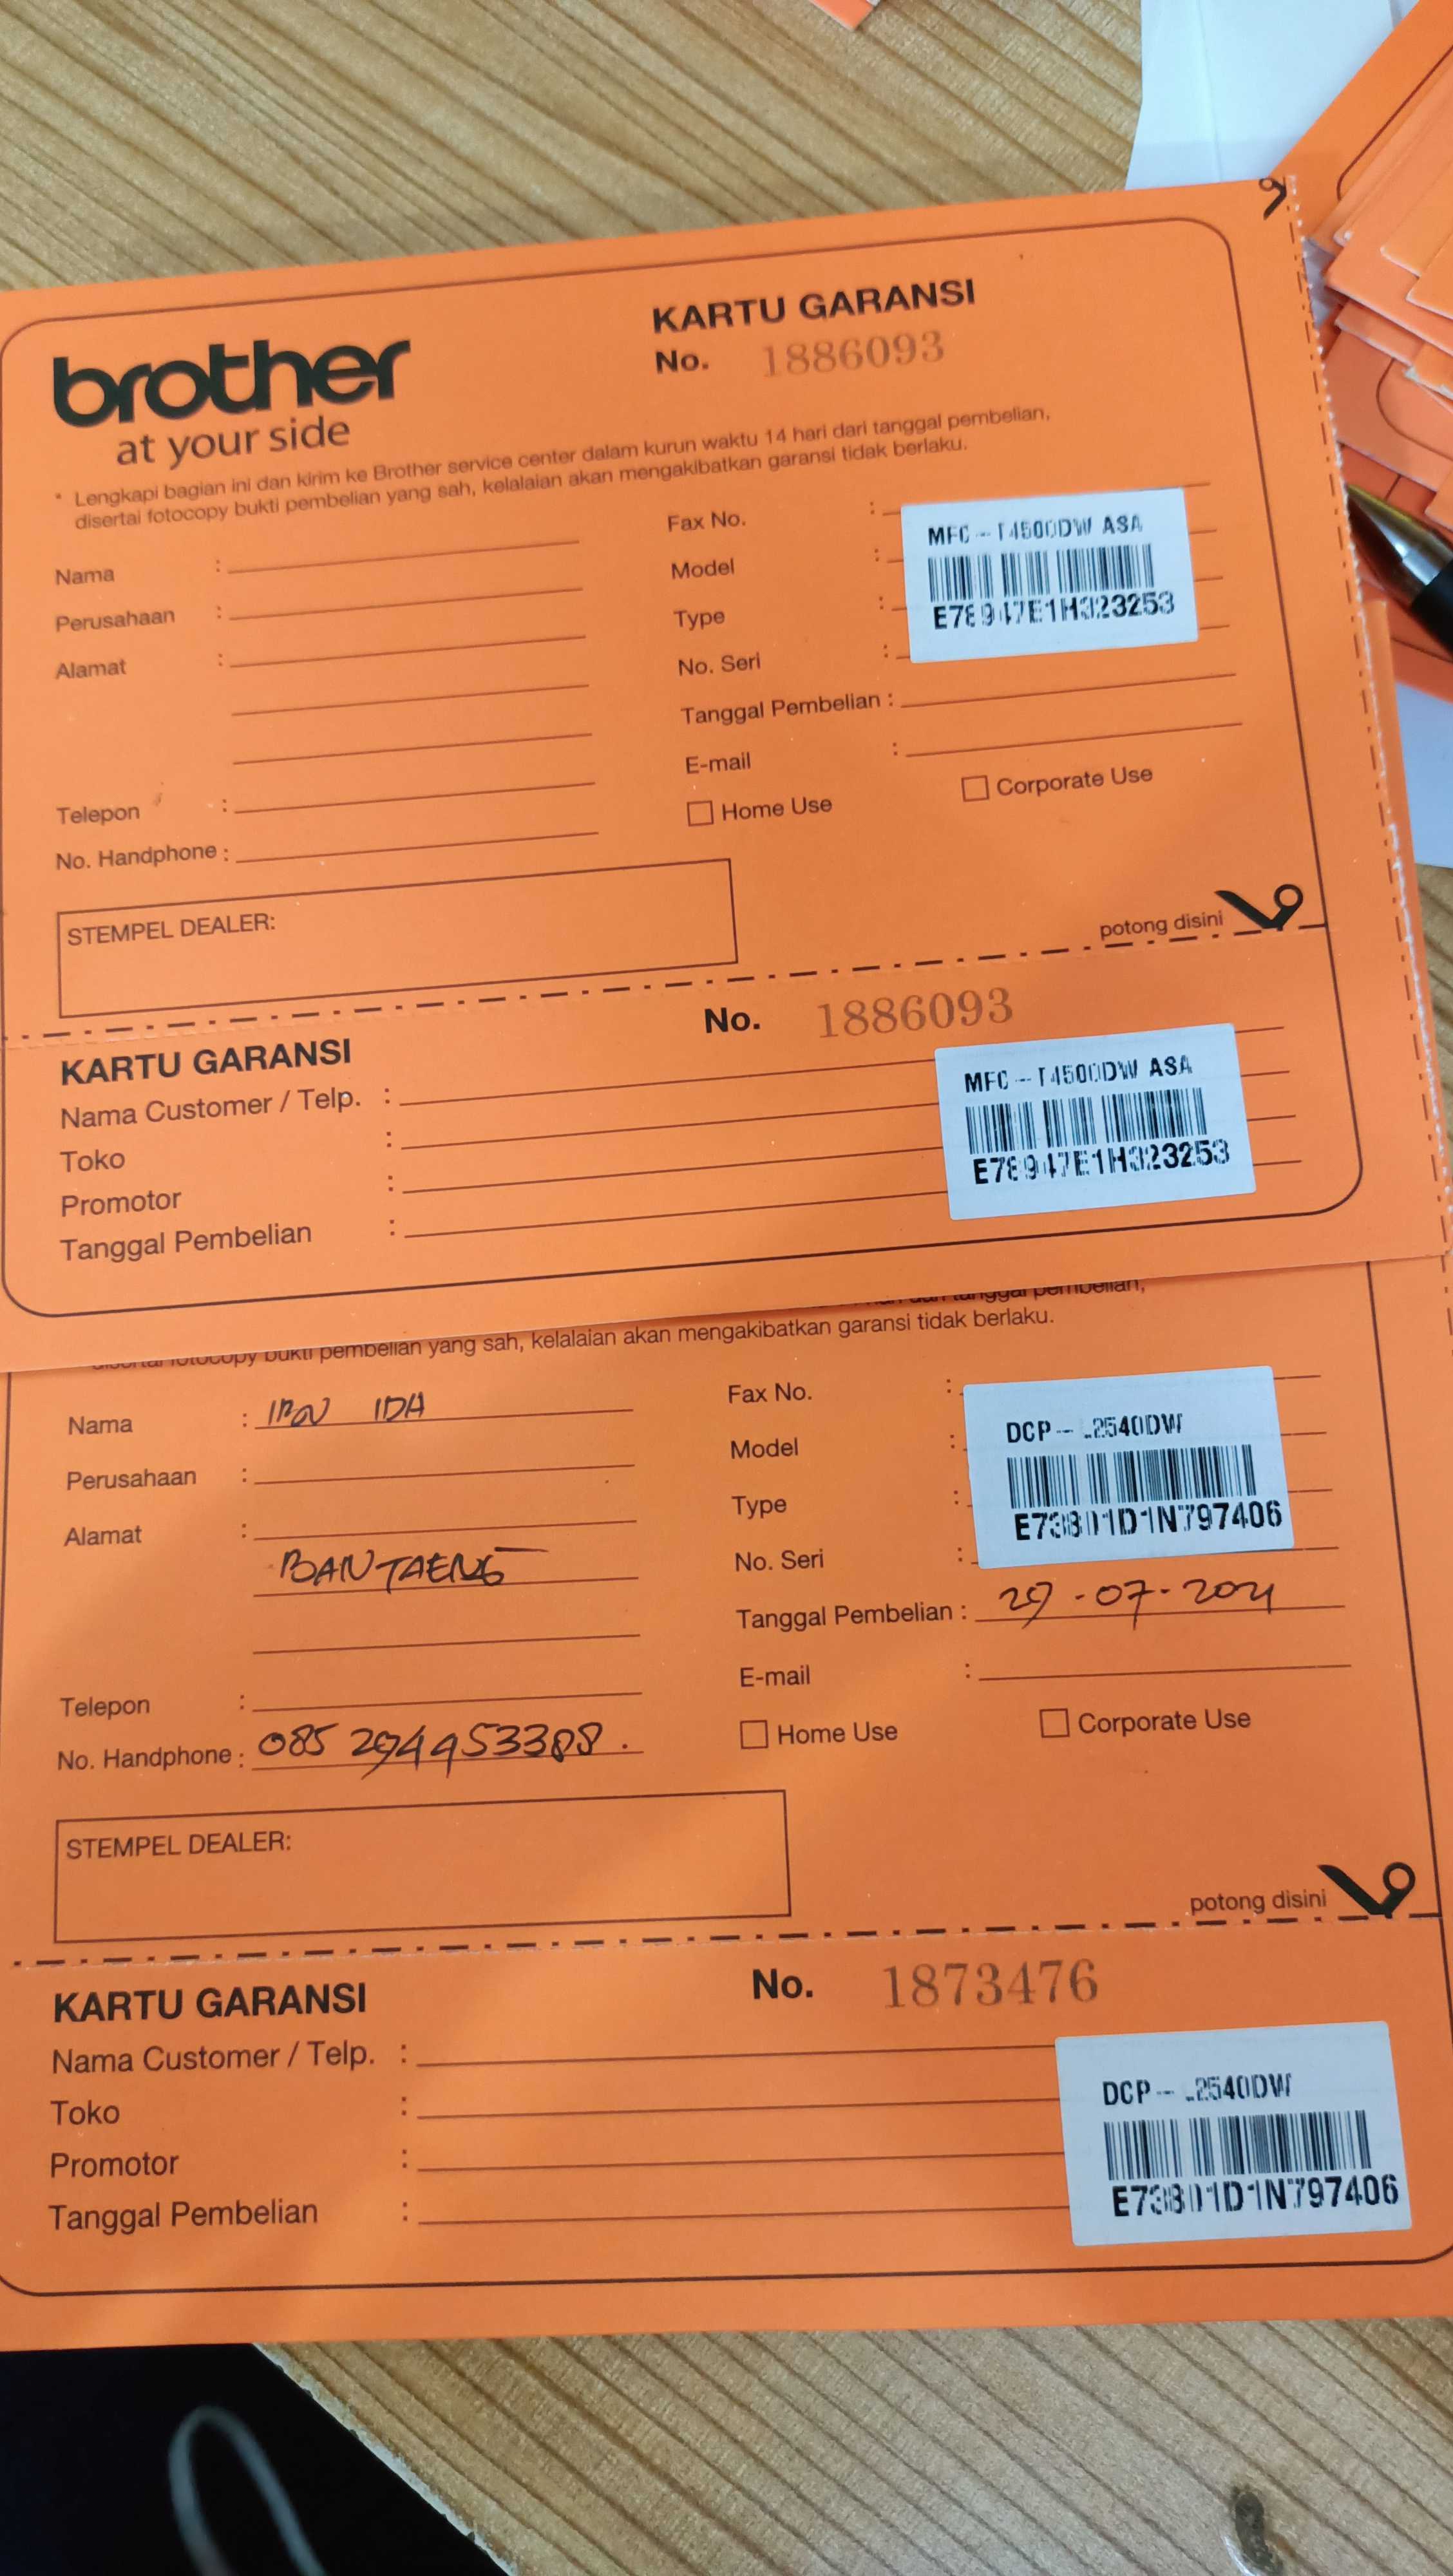 KARTU GARANSI
No. 1886093
brother
at your side
* Lengkapi bagian ini dan kirim ke Brother service center dalam kurun waktu 14 hari dari tanggal pembelian,
disertai fotocopy bukti pembelian yang sah, kelalaian akan mengakibatkan garansi tidak berlaku.
Nama :
Perusahaan :
Alamat :
Telepon :
No. Handphone :
Fax No. :
Model :
Type :
No. Seri :
MFC-T4500DW ASA
E78947E1H323253
Tanggal Pembelian :
E-mail :
Home Use
Corporate Use
STEMPEL DEALER:
potong disini
KARTU GARANSI
No. 1886093
Nama Customer / Telp. :
Toko :
Promotor :
Tanggal Pembelian :
MFC-T4500DW ASA
E78947E1H323253
tanggal pembelian,
disertai fotocopy bukti pembelian yang sah, kelalaian akan mengakibatkan garansi tidak berlaku.
Nama : IDA
Perusahaan :
Alamat :
BANTAENG
Telepon :
No. Handphone :
Fax No. :
Model :
Type :
No. Seri :
DCP-L2540DW
E73801D1N797406
Tanggal Pembelian : 29-07-2021
E-mail :
Home Use
Corporate Use
STEMPEL DEALER:
potong disini
KARTU GARANSI
No. 1873476
Nama Customer / Telp. :
Toko :
Promotor :
Tanggal Pembelian :
DCP-L2540DW
E73801D1N797406